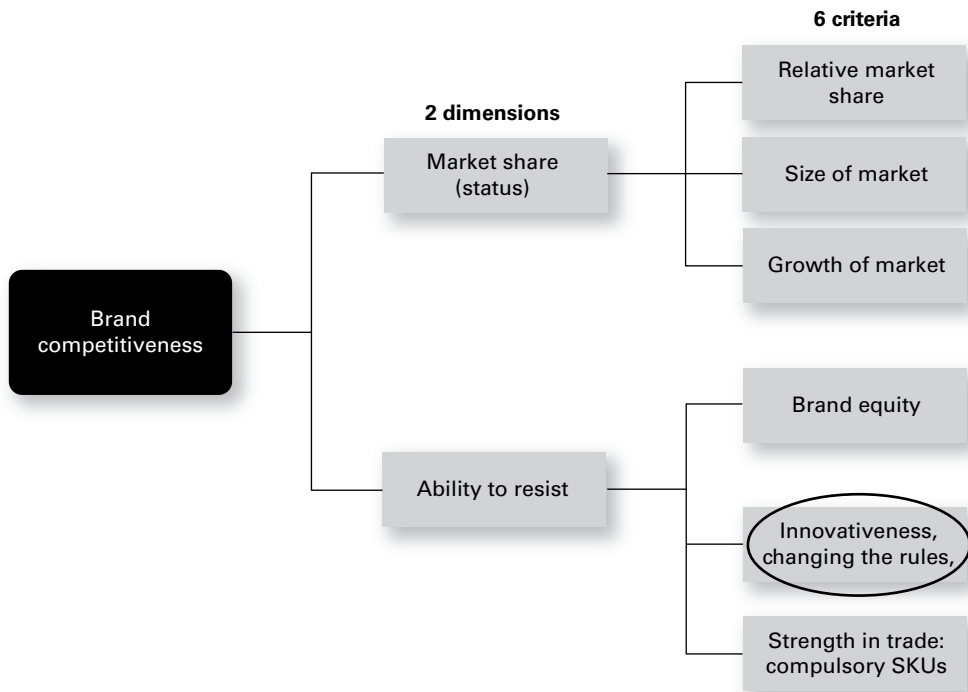 6 criteria
Relative market
share
2 dimensions
Market share
(status)
Size of market
Growth of market
Brand
competitiveness
Brand equity
Ability to resist
Innovativeness,
changing the rules,
Strength in trade:
compulsory SKUs